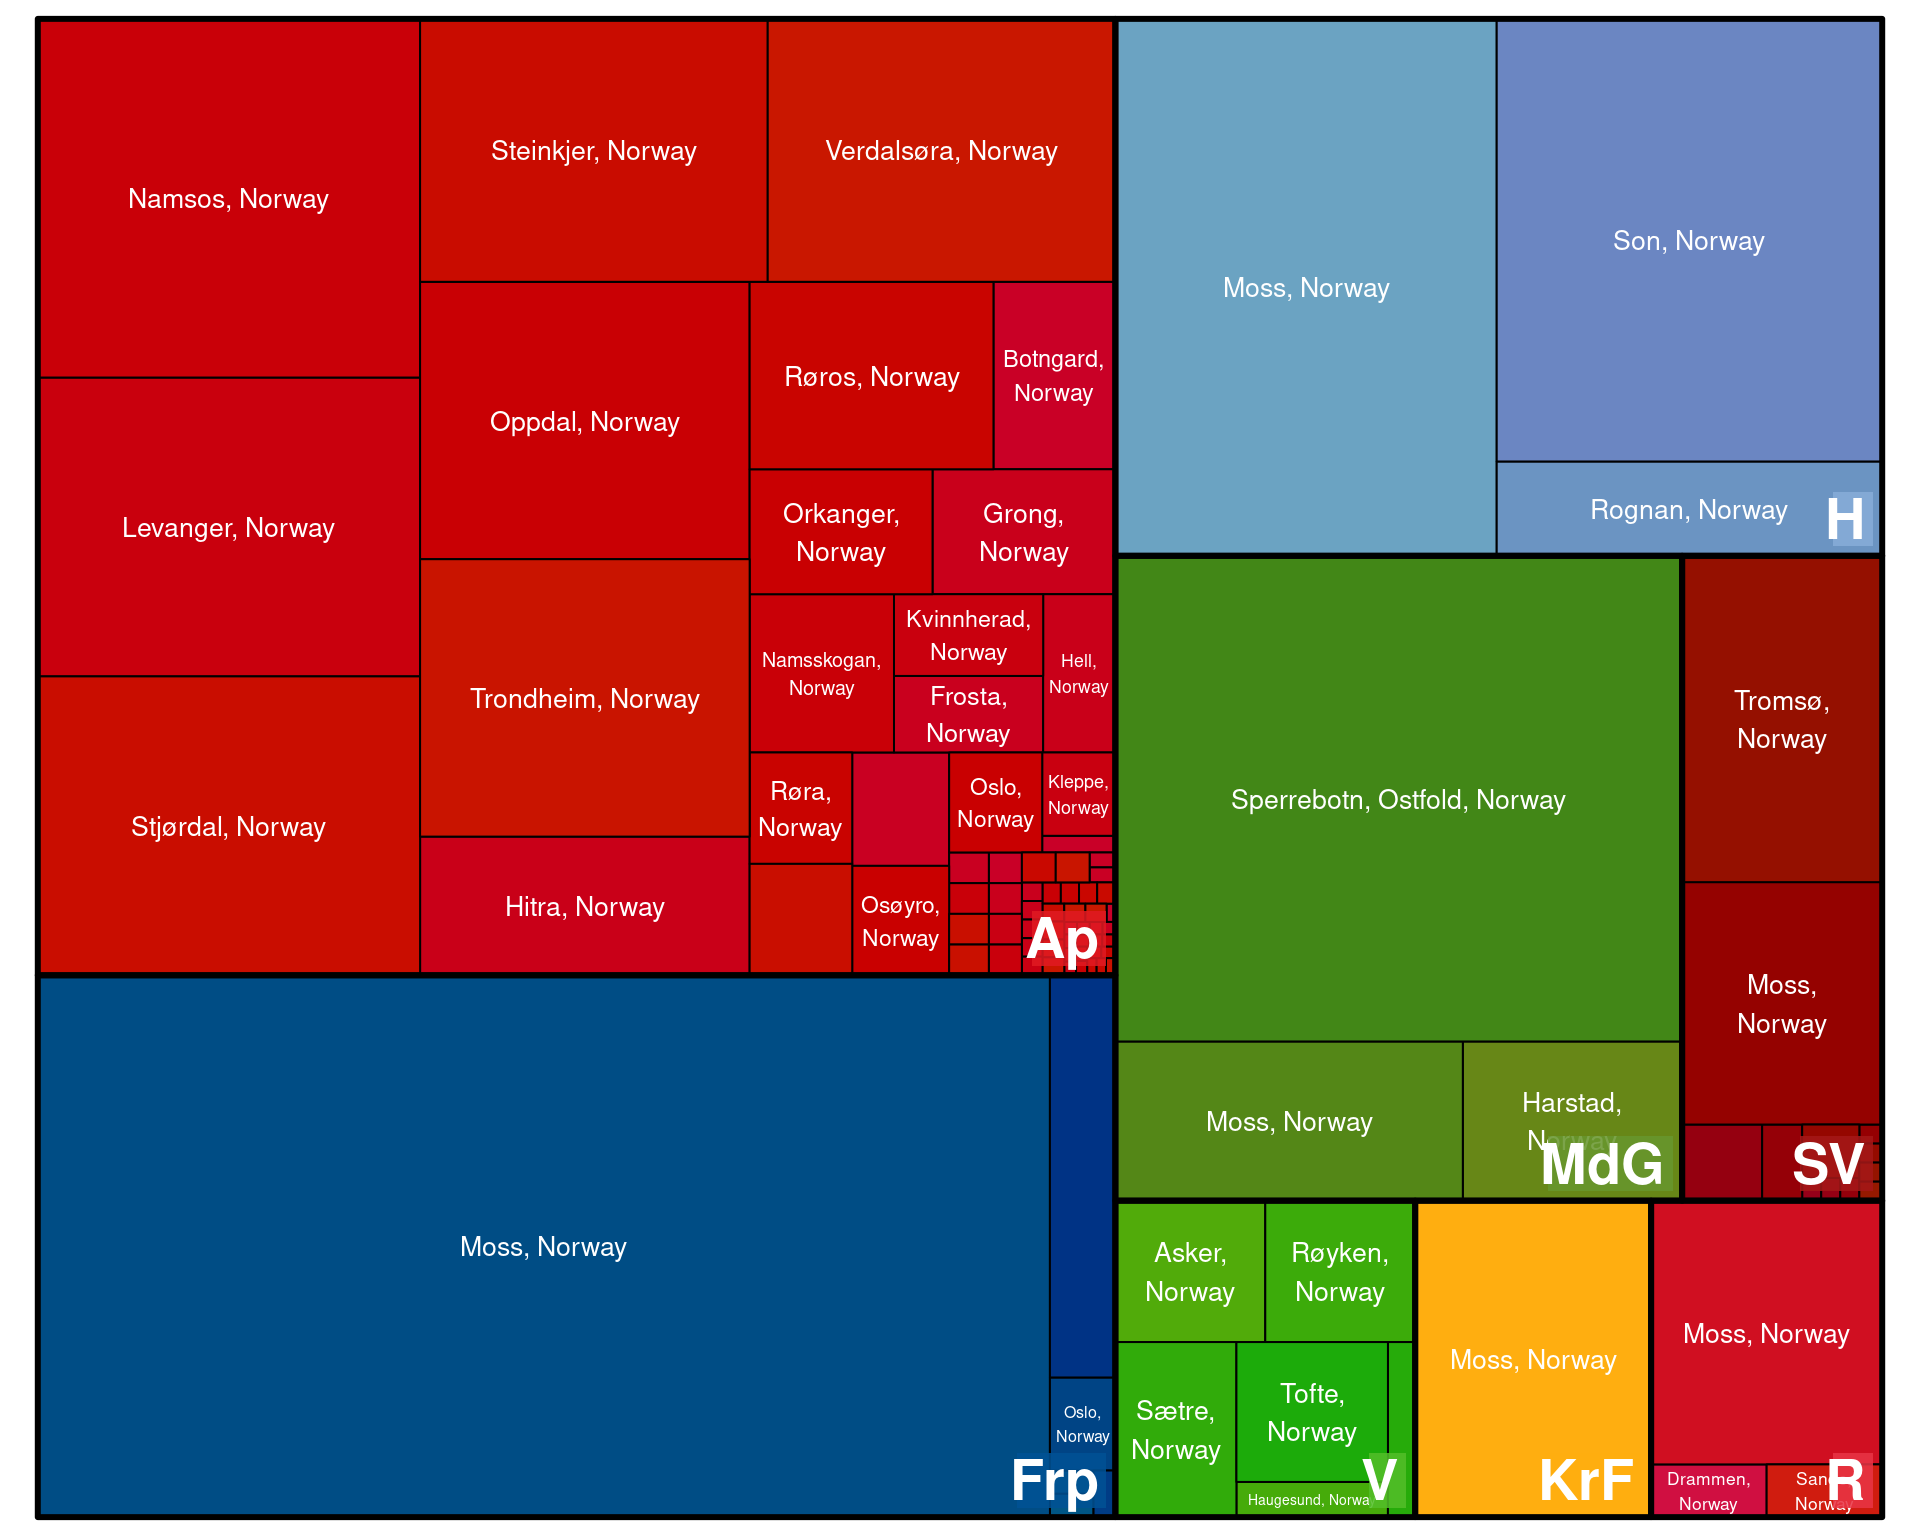 Namsos, Norway
Steinkjer, Norway
Verdalsøra, Norway
Levanger, Norway
Oppdal, Norway
Røros, Norway
Botngard,
Norway
Orkanger,
Norway
Grong,
Norway
Stjørdal, Norway
Trondheim, Norway
Hitra, Norway
Namsskogan,
Norway
Kvinnherad,
Norway
Frosta,
Norway
Hell,
Norway
Røra,
Norway
Oslo,
Norway
Kleppe,
Norway
Osøyro,
Norway
Ap
Moss, Norway
Oslo,
Norway
Frp
Moss, Norway
Son, Norway
Rognan, Norway
H
Sperrebotn, Ostfold, Norway
Moss, Norway
Harstad,
Norway
MdG
Tromsø,
Norway
Moss,
Norway
SV
Asker,
Norway
Røyken,
Norway
Sætre,
Norway
Tofte,
Norway
Haugesund, Norway
V
Moss, Norway
KrF
Moss, Norway
Drammen,
Norway
Norway
R